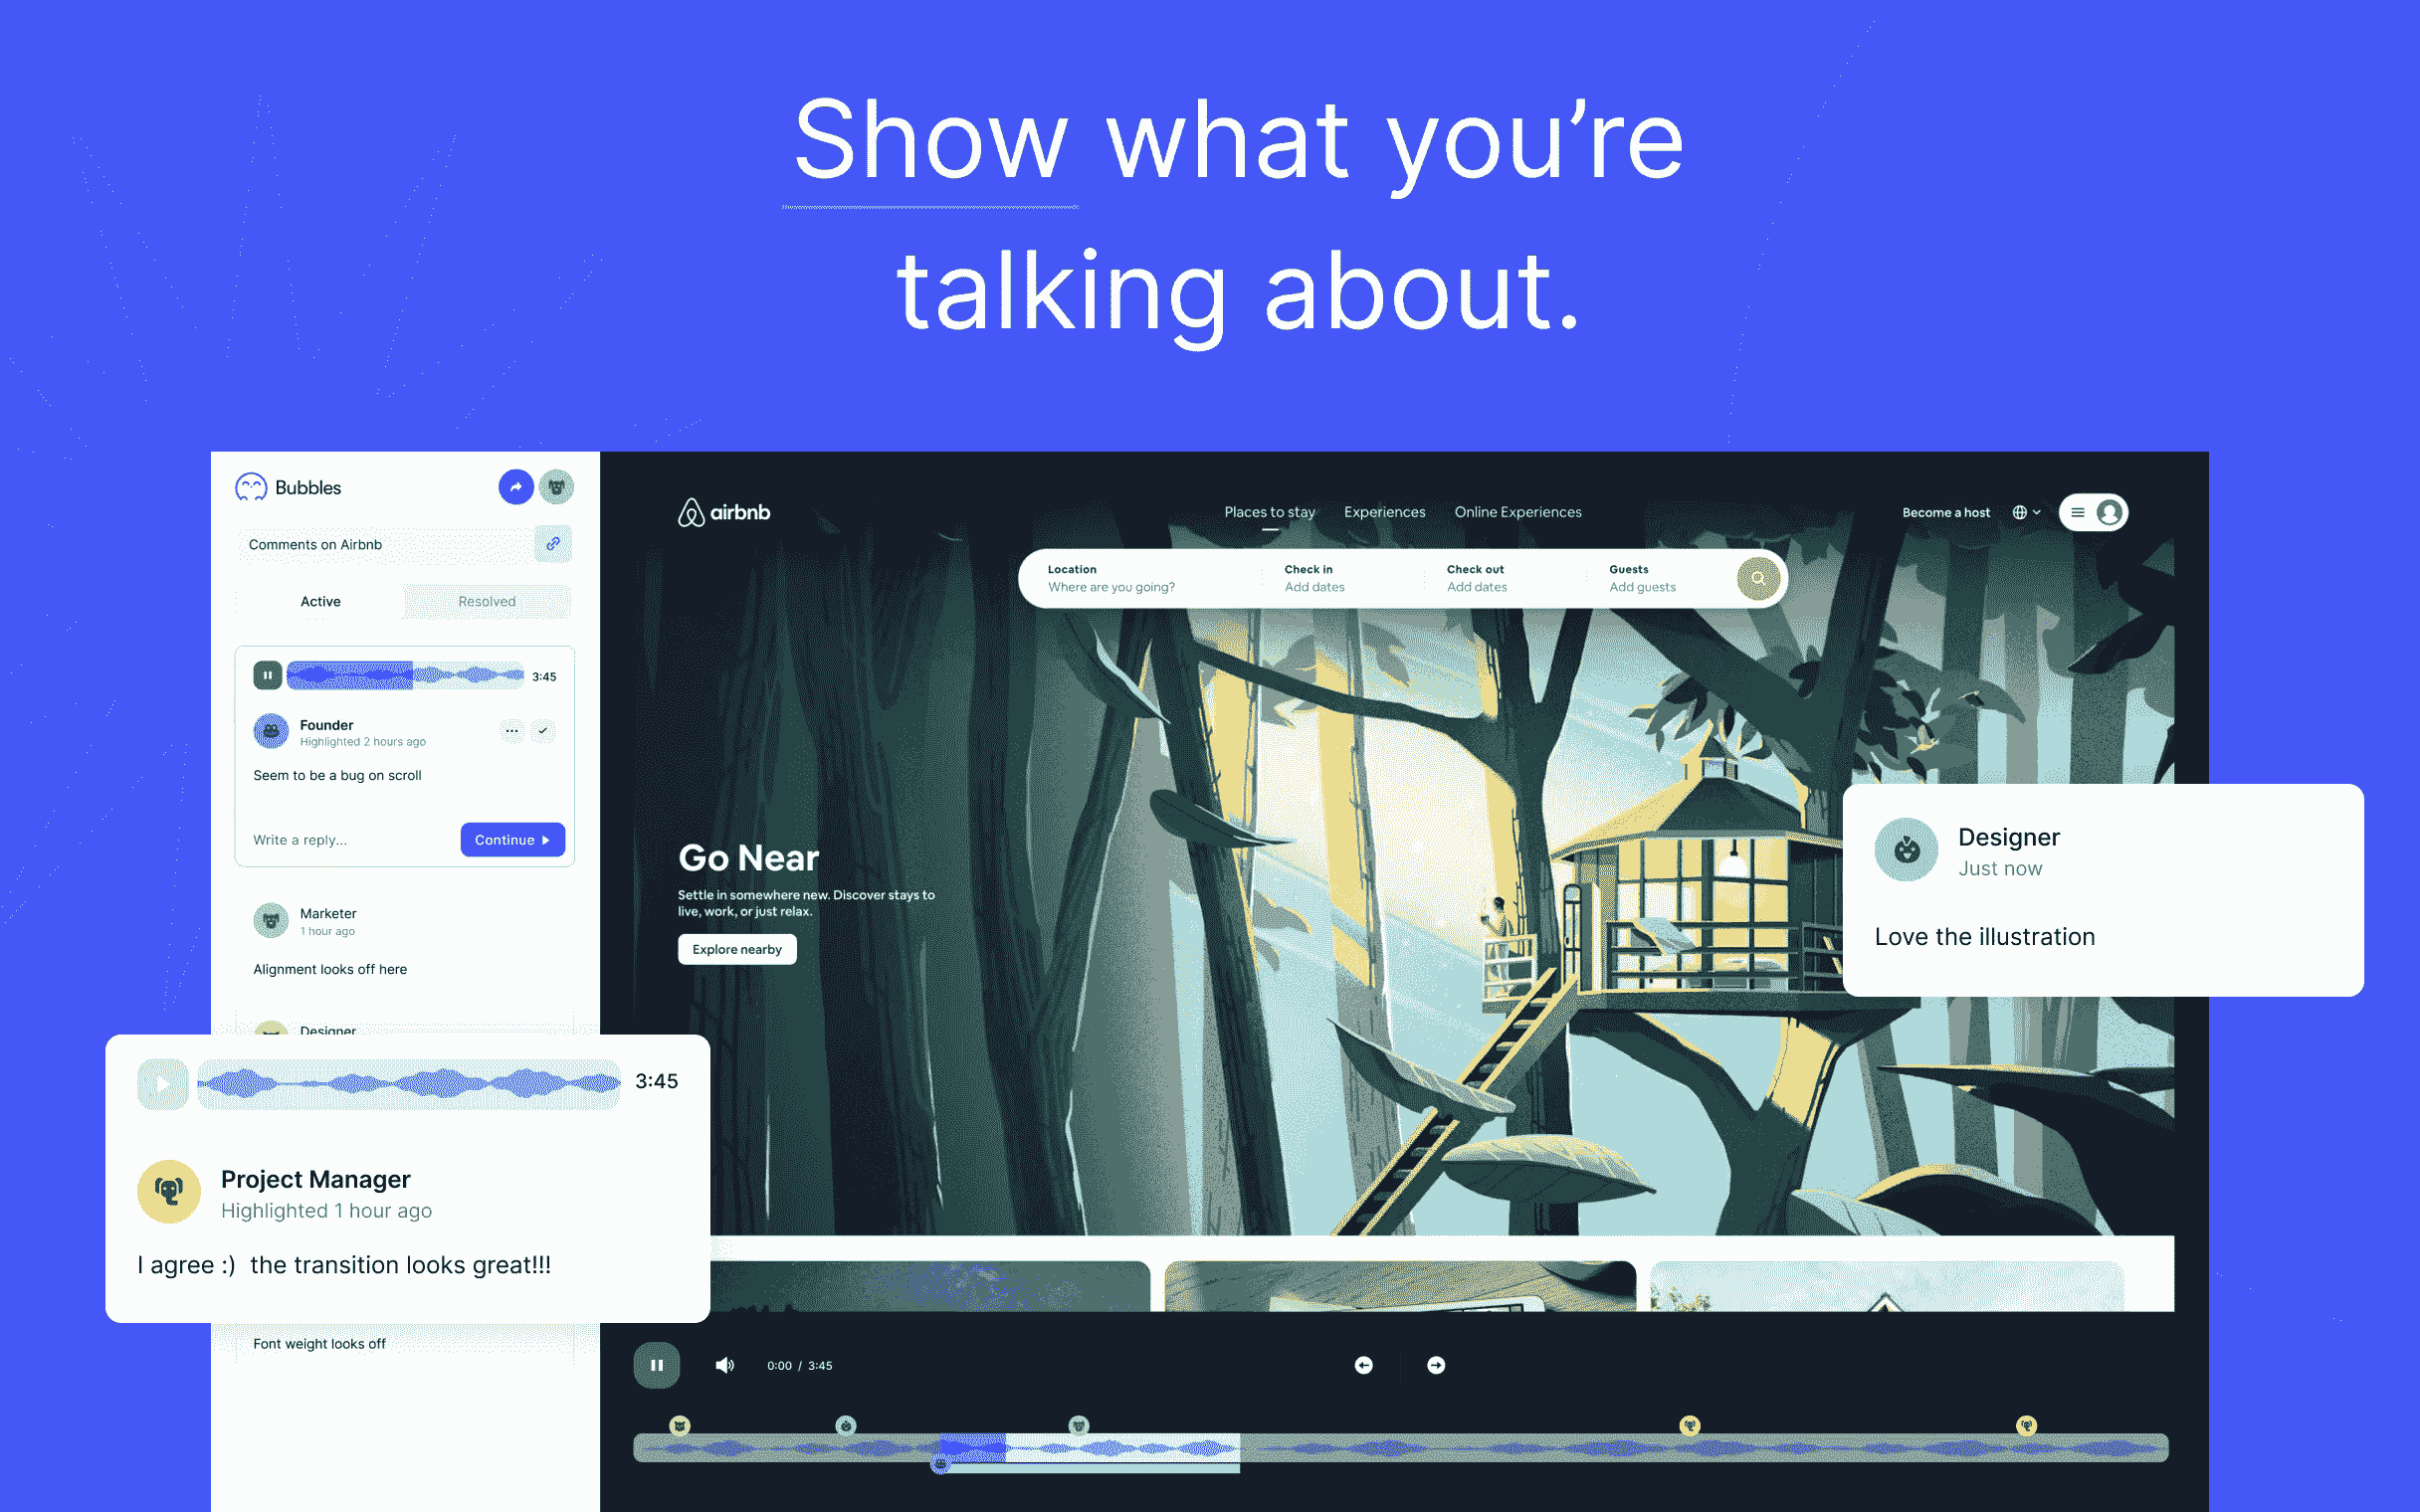 Show what you’re
talking about.
Bubbles
Comments on Airbnb
Active
Resolved
3:45
Founder
Highlighted 2 hours ago
Seem to be a bug on scroll
Write a reply...
Continue
Marketer
1 hour ago
Alignment looks off here
Designer
3:45
Project Manager
Highlighted 1 hour ago
I agree :)  the transition looks great!!!
Font weight looks off
airbnb
Places to stay
Experiences
Online Experiences
Become a host
Location
Where are you going?
Check in
Add dates
Check out
Add dates
Guests
Add guests
Go Near
Settle in somewhere new. Discover stays to
live, work, or just relax.
Explore nearby
Designer
Just now
Love the illustration
0:00 / 3:45